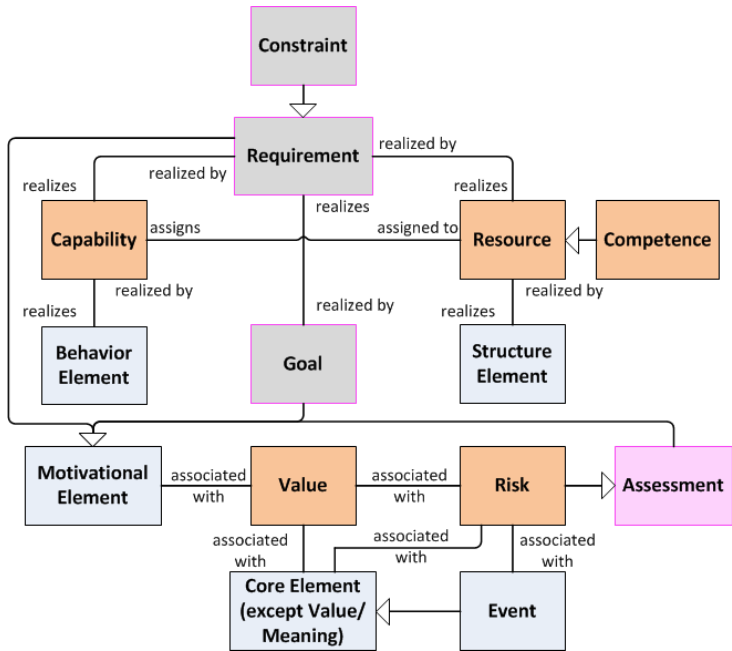 Constraint
Requirement
realized by
realized by
realizes
realizes
realizes
Capability
assigns
assigned to
Resource
Competence
realized by
realized by
realizes
realized by
realizes
Behavior
Element
Goal
Structure
Element
Motivational
Element
associated
with
Value
associated
with
Risk
Assessment
associated
with
associated
with
associated
with
Core Element
(except Value/
Meaning)
Event